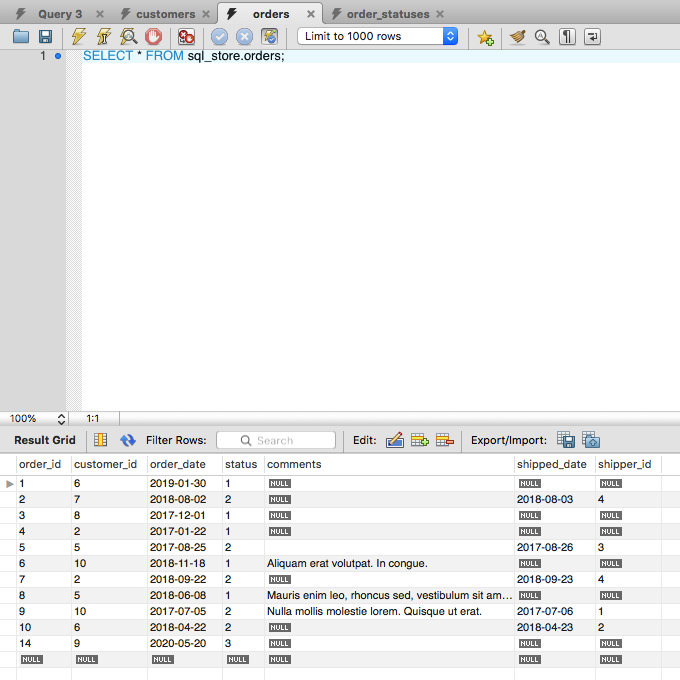 Query 3 customers orders order_statuses
Limit to 1000 rows
1 SELECT * FROM sql_store.orders;
100% 1:1
Result Grid Filter Rows: Search Edit: Export/Import:
order_id customer_id order_date status comments shipped_date shipper_id
1 6 2019-01-30 1 NULL NULL NULL
2 7 2018-08-02 2 NULL 2018-08-03 4
3 8 2017-12-01 1 NULL NULL NULL
4 2 2017-01-22 1 NULL NULL NULL
5 5 2017-08-25 2 2017-08-26 3
6 10 2018-11-18 1 Aliquam erat volutpat. In congue. NULL NULL
7 2 2018-09-22 2 NULL 2018-09-23 4
8 5 2018-06-08 1 Mauris enim leo, rhoncus sed, vestibulum sit am... NULL NULL
9 10 2017-07-05 2 Nulla mollis molestie lorem. Quisque ut erat. 2017-07-06 1
10 6 2018-04-22 2 NULL 2018-04-23 2
14 9 2020-05-20 3 NULL NULL NULL
NULL NULL NULL NULL NULL NULL NULL